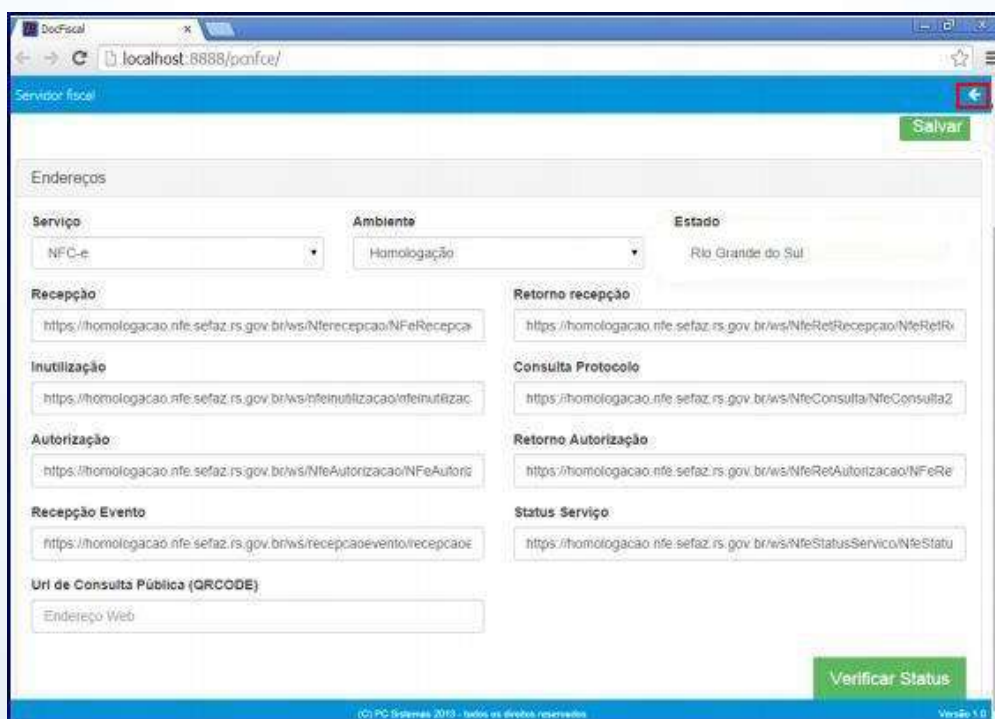 DocFiscal
localhost:8888/pcnfce/
Servidor fiscal
Salvar
Endereços
Serviço Ambiente Estado
NFC-e Homologação Rio Grande do Sul
Recepção Retorno recepção
https://homologacao.nfe.sefaz.rs.gov.br/ws/Nferecepcao/NFeRecepca https://homologacao.nfe.sefaz.rs.gov.br/ws/NfeRetRecepcao/NfeRetR
Inutilização Consulta Protocolo
https://homologacao.nfe.sefaz.rs.gov.br/ws/nfeinutilizacao/nfeinutilizac https://homologacao.nfe.sefaz.rs.gov.br/ws/NfeConsulta/NfeConsulta2
Autorização Retorno Autorização
https://homologacao.nfe.sefaz.rs.gov.br/ws/NfeAutorizacao/NFeAutoriz https://homologacao.nfe.sefaz.rs.gov.br/ws/NfeRetAutorizacao/NFeRe
Recepção Evento Status Serviço
https://homologacao.nfe.sefaz.rs.gov.br/ws/recepcaoevento/recepcaoe https://homologacao.nfe.sefaz.rs.gov.br/ws/NfeStatusServico/NfeStatu
Url de Consulta Pública (QRCODE)
Endereço Web
Verificar Status
(C) PC Sistemas 2013 - todos os direitos reservados Versão 1.0